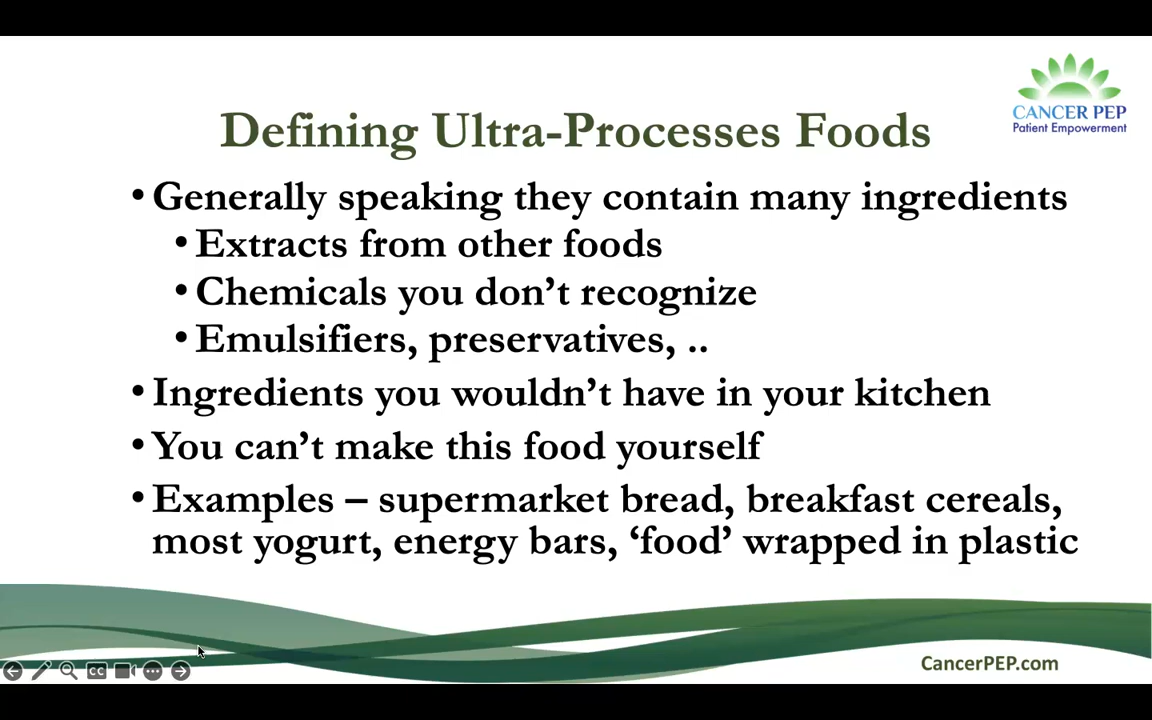 CANCER PEP
Patient Empowerment
Defining Ultra-Processes Foods
• Generally speaking they contain many ingredients
• Extracts from other foods
• Chemicals you don’t recognize
• Emulsifiers, preservatives, ..
• Ingredients you wouldn’t have in your kitchen
• You can’t make this food yourself
• Examples – supermarket bread, breakfast cereals,
most yogurt, energy bars, ‘food’ wrapped in plastic
CC
CancerPEP.com